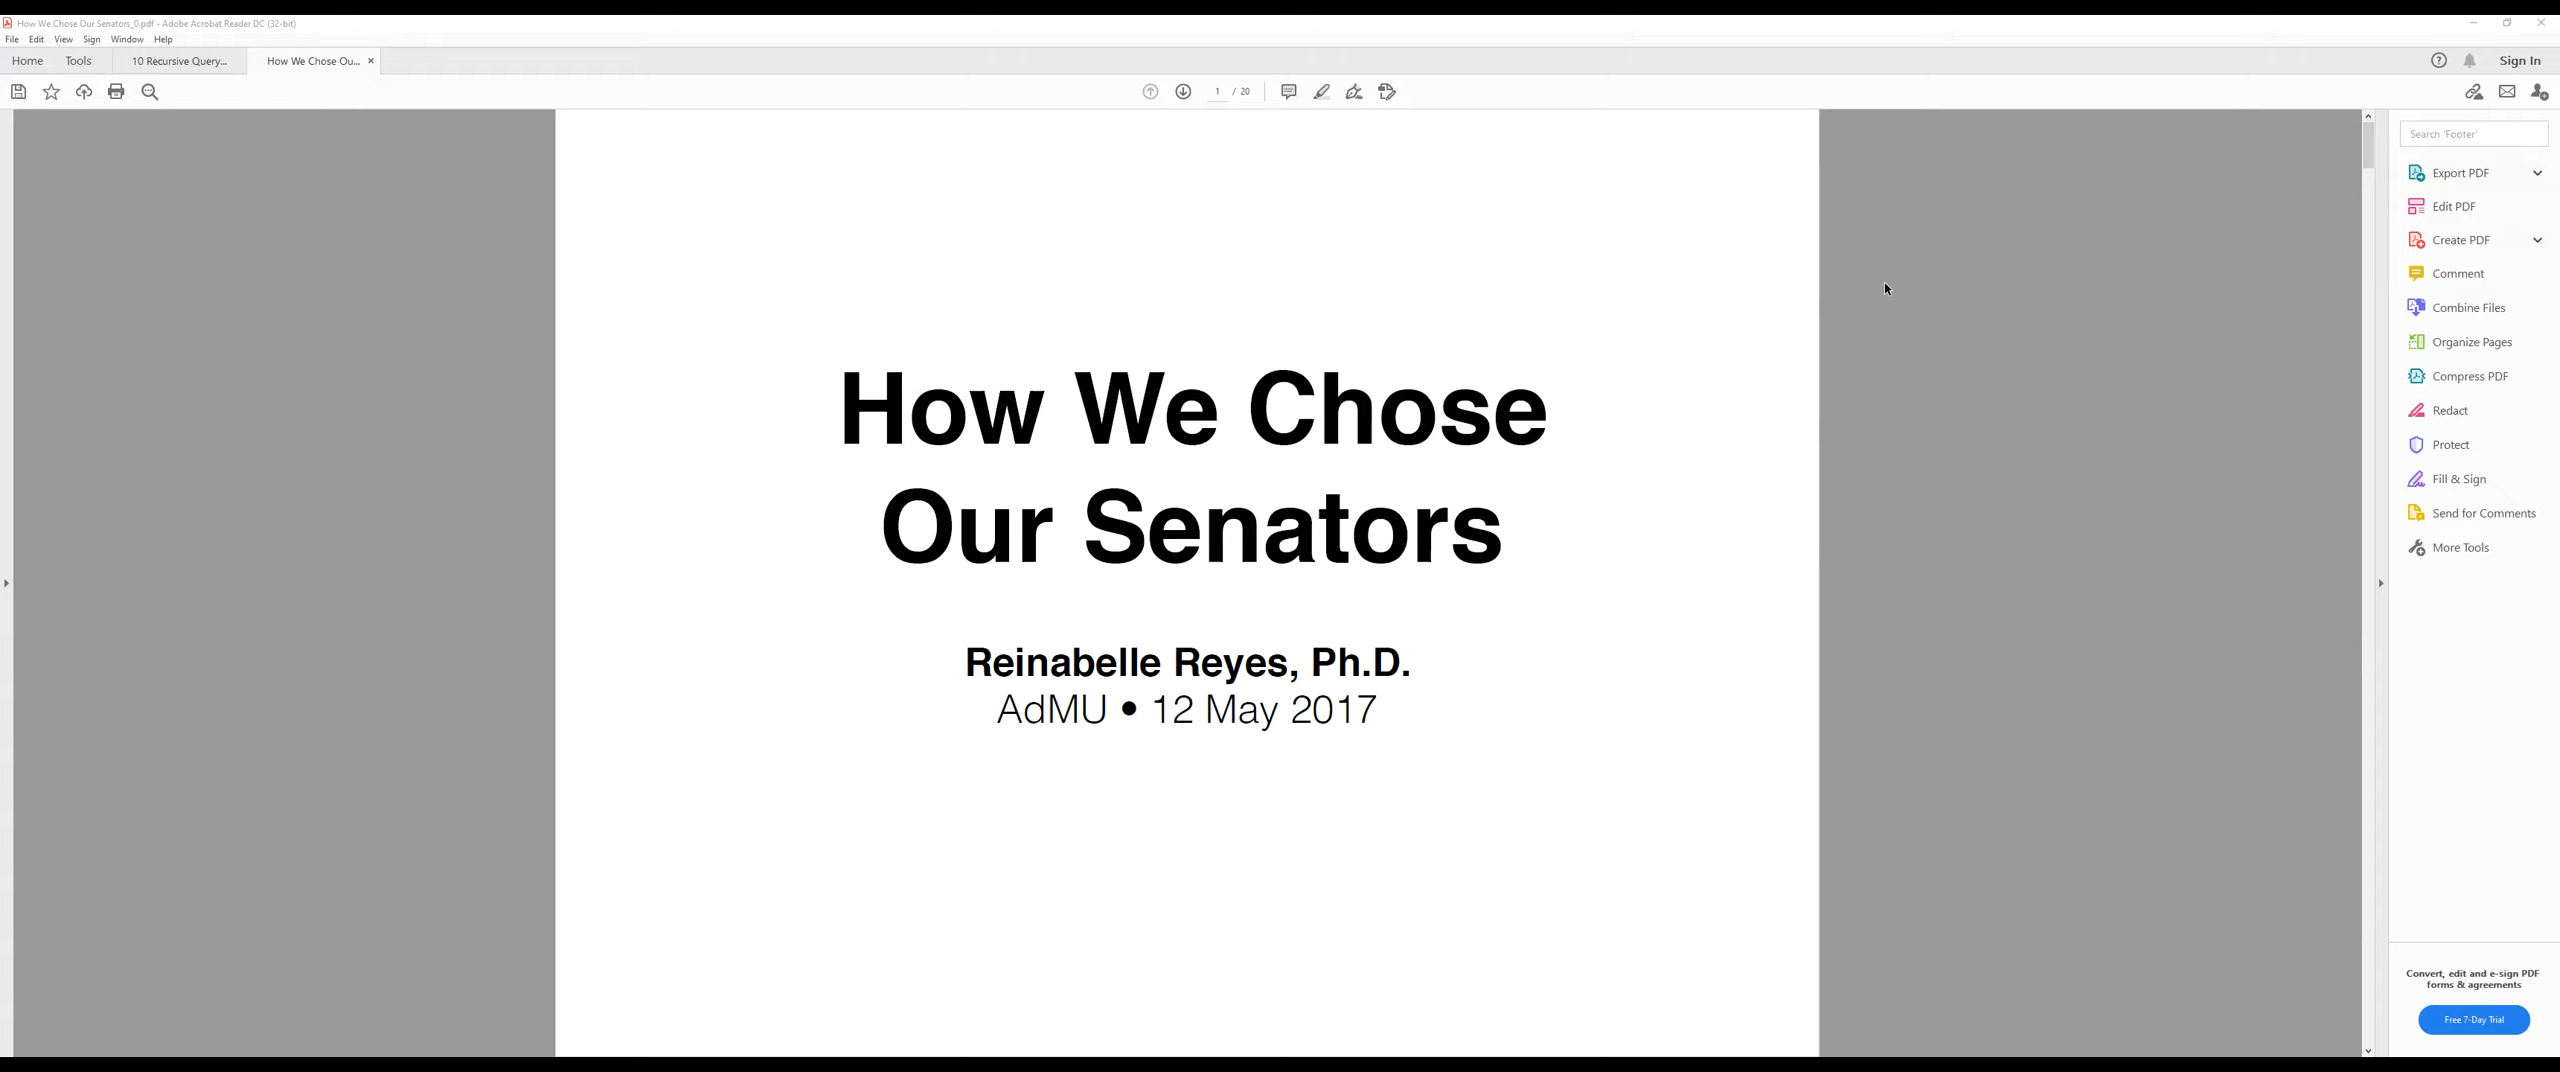 How We Chose Our Senators_0.pdf - Adobe Acrobat Reader DC (32-bit)
File Edit View Sign Window Help
Home Tools 10 Recursive Query... How We Chose Ou... × Sign In
1 / 20
Search 'Footer'
Export PDF
Edit PDF
Create PDF
Comment
Combine Files
Organize Pages
Compress PDF
Redact
Protect
Fill & Sign
Send for Comments
More Tools
How We Chose
Our Senators
Reinabelle Reyes, Ph.D.
AdMU • 12 May 2017
Convert, edit and e-sign PDF
forms & agreements
Free 7-Day Trial